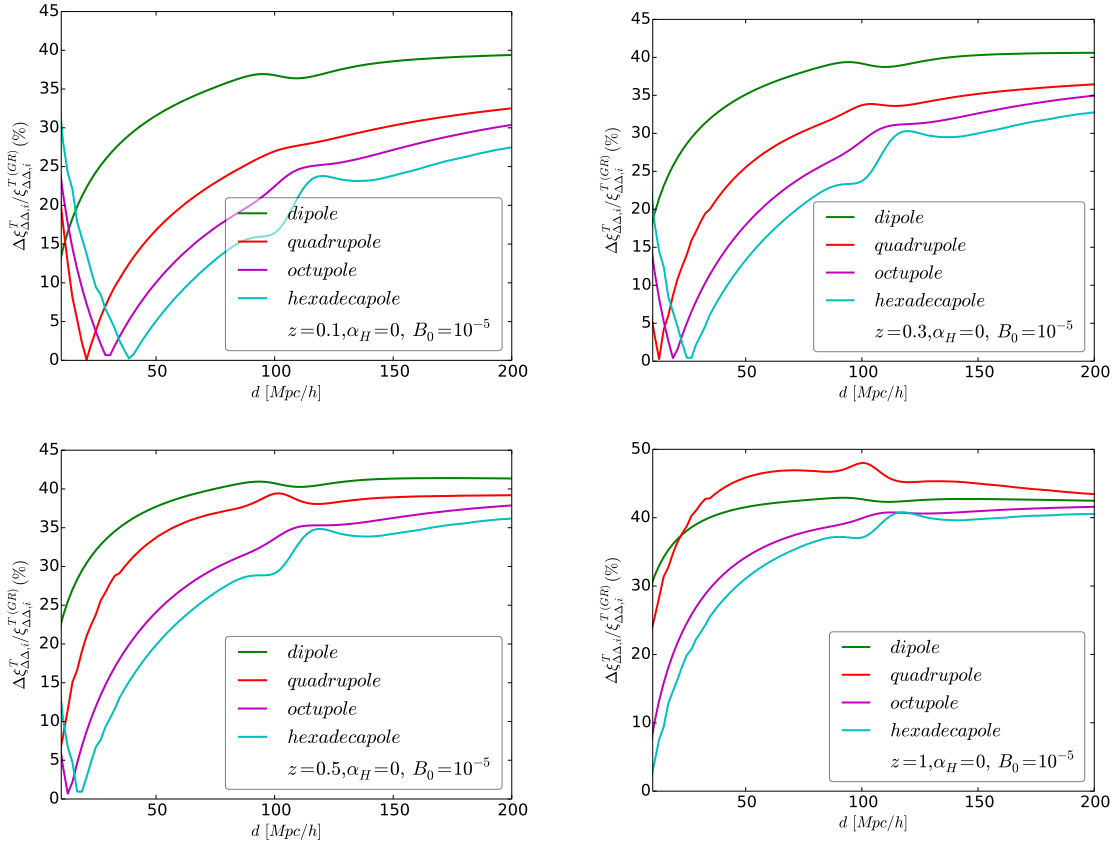 45
40
35
30
25
20
15
10
5
0
Δξ^T_{ΔΔ,i}/ξ^{T(GR)}_{ΔΔ,i}(%)
dipole
quadrupole
octupole
hexadecapole
z=0.1,α_H=0, B_0=10^{-5}
50 100 150 200
d [Mpc/h]
45
40
35
30
25
20
15
10
5
0
Δξ^T_{ΔΔ,i}/ξ^{T(GR)}_{ΔΔ,i}(%)
dipole
quadrupole
octupole
hexadecapole
z=0.3,α_H=0, B_0=10^{-5}
50 100 150 200
d [Mpc/h]
45
40
35
30
25
20
15
10
5
0
Δξ^T_{ΔΔ,i}/ξ^{T(GR)}_{ΔΔ,i}(%)
dipole
quadrupole
octupole
hexadecapole
z=0.5,α_H=0, B_0=10^{-5}
50 100 150 200
d [Mpc/h]
50
40
30
20
10
0
Δξ^T_{ΔΔ,i}/ξ^{T(GR)}_{ΔΔ,i}(%)
dipole
quadrupole
octupole
hexadecapole
z=1,α_H=0, B_0=10^{-5}
50 100 150 200
d [Mpc/h]